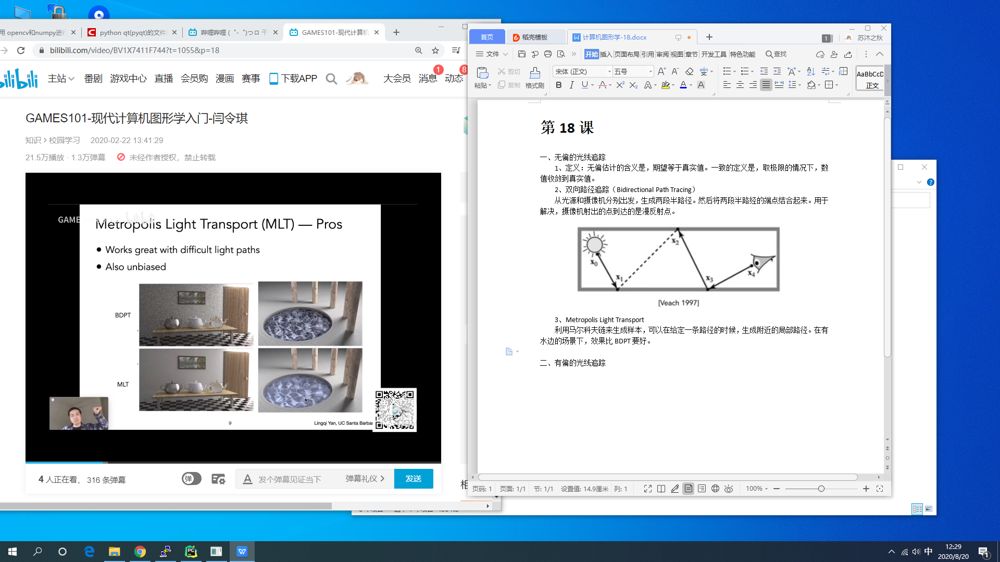 用 opencv和numpy进行
python qt(pyqt)的文件
哔哩哔哩 ( ゜- ゜)つロ 干
GAMES101-现代计算机
bilibili.com/video/BV1X7411F744?t=1055&p=18
bilibili 主站 番剧 游戏中心 直播 会员购 漫画 赛事 下载APP 大会员 消息 1 动态 8
GAMES101-现代计算机图形学入门-闫令琪
知识 > 校园学习 2020-02-22 13:41:29
21.5万播放 · 1.3万弹幕 未经作者授权，禁止转载
GAME
bilibili
Metropolis Light Transport (MLT) — Pros
• Works great with difficult light paths
• Also unbiased
BDPT
MLT
9
Lingqi Yan, UC Santa Barbar
4 人正在看， 316 条弹幕
弹
发个弹幕见证当下
弹幕礼仪 >
发送
相
首页 稻壳模板 计算机图形学-18.docx 1 苏沐之秋
文件 开始 插入 页面布局 引用 审阅 视图 章节 开发工具 特色功能 查找
粘贴 剪切 复制 格式刷 宋体 (正文) 五号 AaBbCcD 正文
第 18 课
一、无偏的光线追踪
1、定义：无偏估计的含义是，期望等于真实值。一致的定义是，取极限的情况下，数
值收敛到真实值。
2、双向路径追踪（Bidirectional Path Tracing）
从光源和摄像机分别出发，生成两段半路径。然后将两段半路经的端点结合起来。用于
解决，摄像机射出的点到达的是漫反射点。
x0 x1 x2 x3 x4
[Veach 1997]
3、Metropolis Light Transport
利用马尔科夫链来生成样本，可以在给定一条路径的时候，生成附近的局部路径。在有
水边的场景下，效果比 BDPT 要好。
二、有偏的光线追踪
页码: 1 页面: 1/1 节: 1/1 设置值: 14.9厘米 列: 1 100%
中
12:29
2020/8/20
1